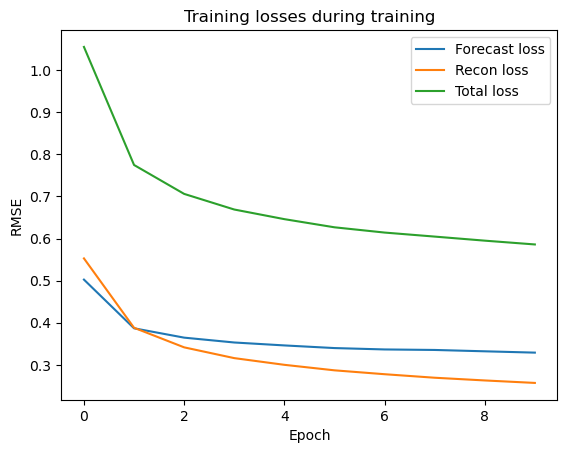 Training losses during training
Forecast loss
Recon loss
Total loss
1.0
0.9
0.8
0.7
0.6
0.5
0.4
0.3
RMSE
0 2 4 6 8
Epoch